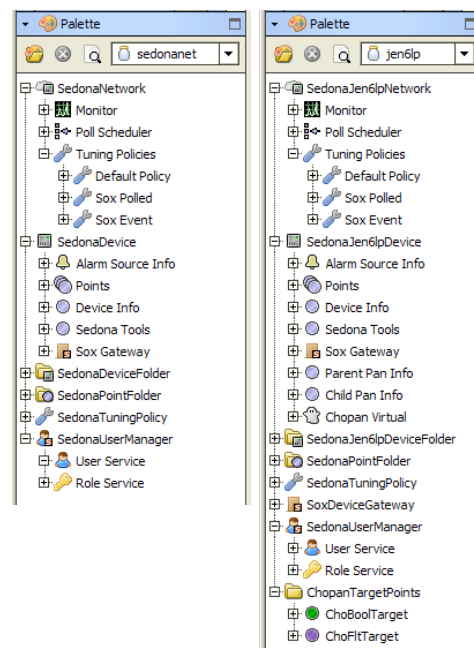 Palette
sedonanet
SedonaNetwork
Monitor
Poll Scheduler
Tuning Policies
Default Policy
Sox Polled
Sox Event
SedonaDevice
Alarm Source Info
Points
Device Info
Sedona Tools
Sox Gateway
SedonaDeviceFolder
SedonaPointFolder
SedonaTuningPolicy
SedonaUserManager
User Service
Role Service
Palette
jen6lp
SedonaJen6lpNetwork
Monitor
Poll Scheduler
Tuning Policies
Default Policy
Sox Polled
Sox Event
SedonaJen6lpDevice
Alarm Source Info
Points
Device Info
Sedona Tools
Sox Gateway
Parent Pan Info
Child Pan Info
Chopan Virtual
SedonaJen6lpDeviceFolder
SedonaPointFolder
SedonaTuningPolicy
SoxDeviceGateway
SedonaUserManager
User Service
Role Service
ChopanTargetPoints
ChoBoolTarget
ChoFltTarget